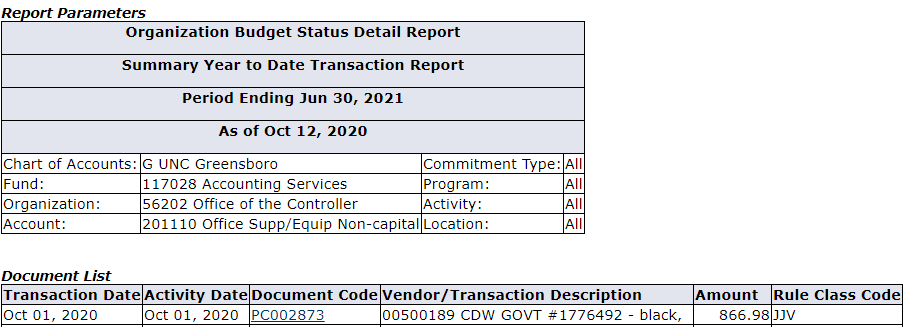 Report Parameters
Organization Budget Status Detail Report
Summary Year to Date Transaction Report
Period Ending Jun 30, 2021
As of Oct 12, 2020
Chart of Accounts: G UNC Greensboro Commitment Type: All
Fund: 117028 Accounting Services Program: All
Organization: 56202 Office of the Controller Activity: All
Account: 201110 Office Supp/Equip Non-capital Location: All
Document List
Transaction Date Activity Date Document Code Vendor/Transaction Description Amount Rule Class Code
Oct 01, 2020 Oct 01, 2020 PC002873 00500189 CDW GOVT #1776492 - black, 866.98 JJV